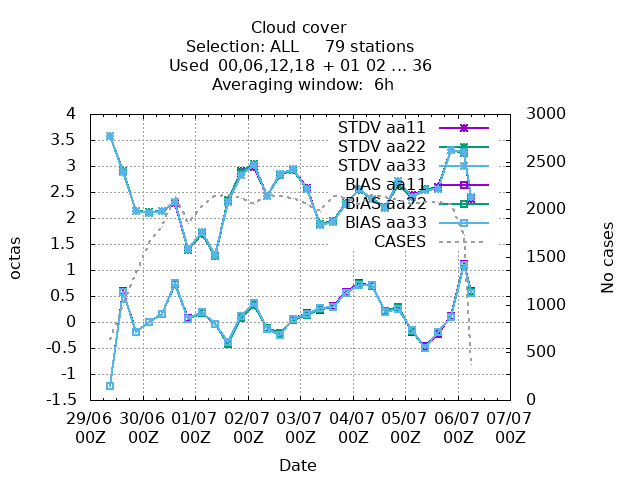 Cloud cover
Selection: ALL 79 stations
Used 00,06,12,18 + 01 02 ... 36
Averaging window: 6h
STDV aa11
STDV aa22
STDV aa33
BIAS aa11
BIAS aa22
BIAS aa33
CASES
octas
4
3.5
3
2.5
2
1.5
1
0.5
0
-0.5
-1
-1.5
No cases
3000
2500
2000
1500
1000
500
0
29/06 30/06 01/07 02/07 03/07 04/07 05/07 06/07 07/07
00Z 00Z 00Z 00Z 00Z 00Z 00Z 00Z 00Z
Date